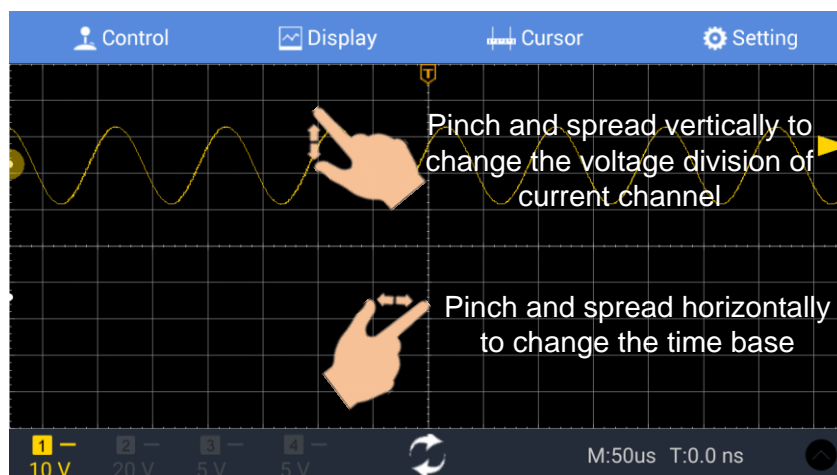 Control Display Cursor Setting
T
Pinch and spread vertically to
change the voltage division of
current channel
Pinch and spread horizontally
to change the time base
1 2 3 4
10 V 20 V 5 V 5 V
M:50us T:0.0 ns